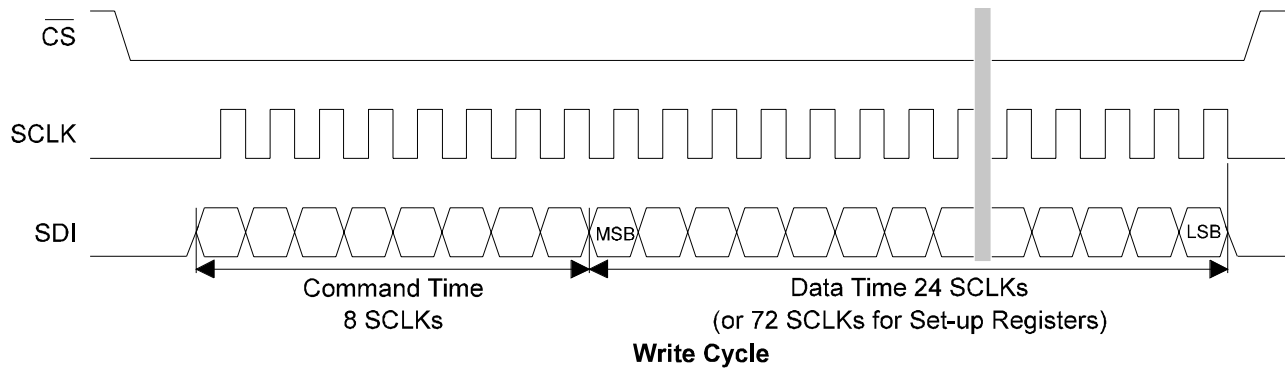 CS
SCLK
SDI
MSB
LSB
Command Time
8 SCLKs
Data Time 24 SCLKs
(or 72 SCLKs for Set-up Registers)
Write Cycle